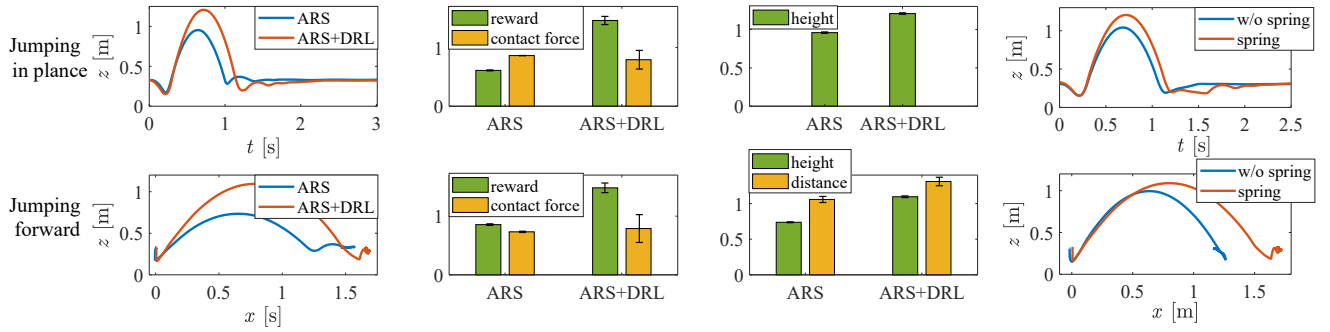 Jumping
in plance
z [m]
1
0.5
0
0
1
2
3
t [s]
ARS
ARS+DRL
1
0
reward
contact force
ARS
ARS+DRL
1
0.5
0
height
ARS
ARS+DRL
z [m]
1
0.5
0
0
0.5
1
1.5
2
2.5
t [s]
w/o spring
spring
Jumping
forward
z [m]
1
0.5
0
0
0.5
1
1.5
x [s]
ARS
ARS+DRL
1
0
reward
contact force
ARS
ARS+DRL
1
0.5
0
height
distance
ARS
ARS+DRL
z [m]
1
0.5
0
0
0.5
1
1.5
x [m]
w/o spring
spring